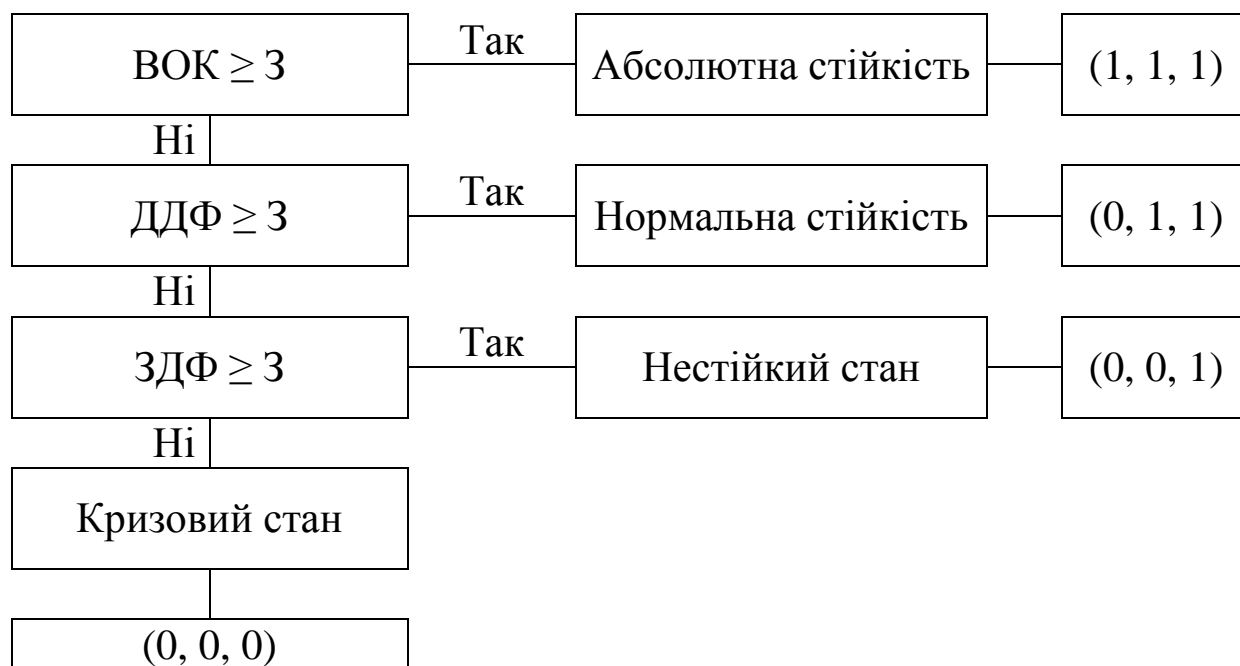 ВОК ≥ З
Так
Абсолютна стійкість
(1, 1, 1)
Ні
ДДФ ≥ З
Так
Нормальна стійкість
(0, 1, 1)
Ні
ЗДФ ≥ З
Так
Нестійкий стан
(0, 0, 1)
Ні
Кризовий стан
(0, 0, 0)